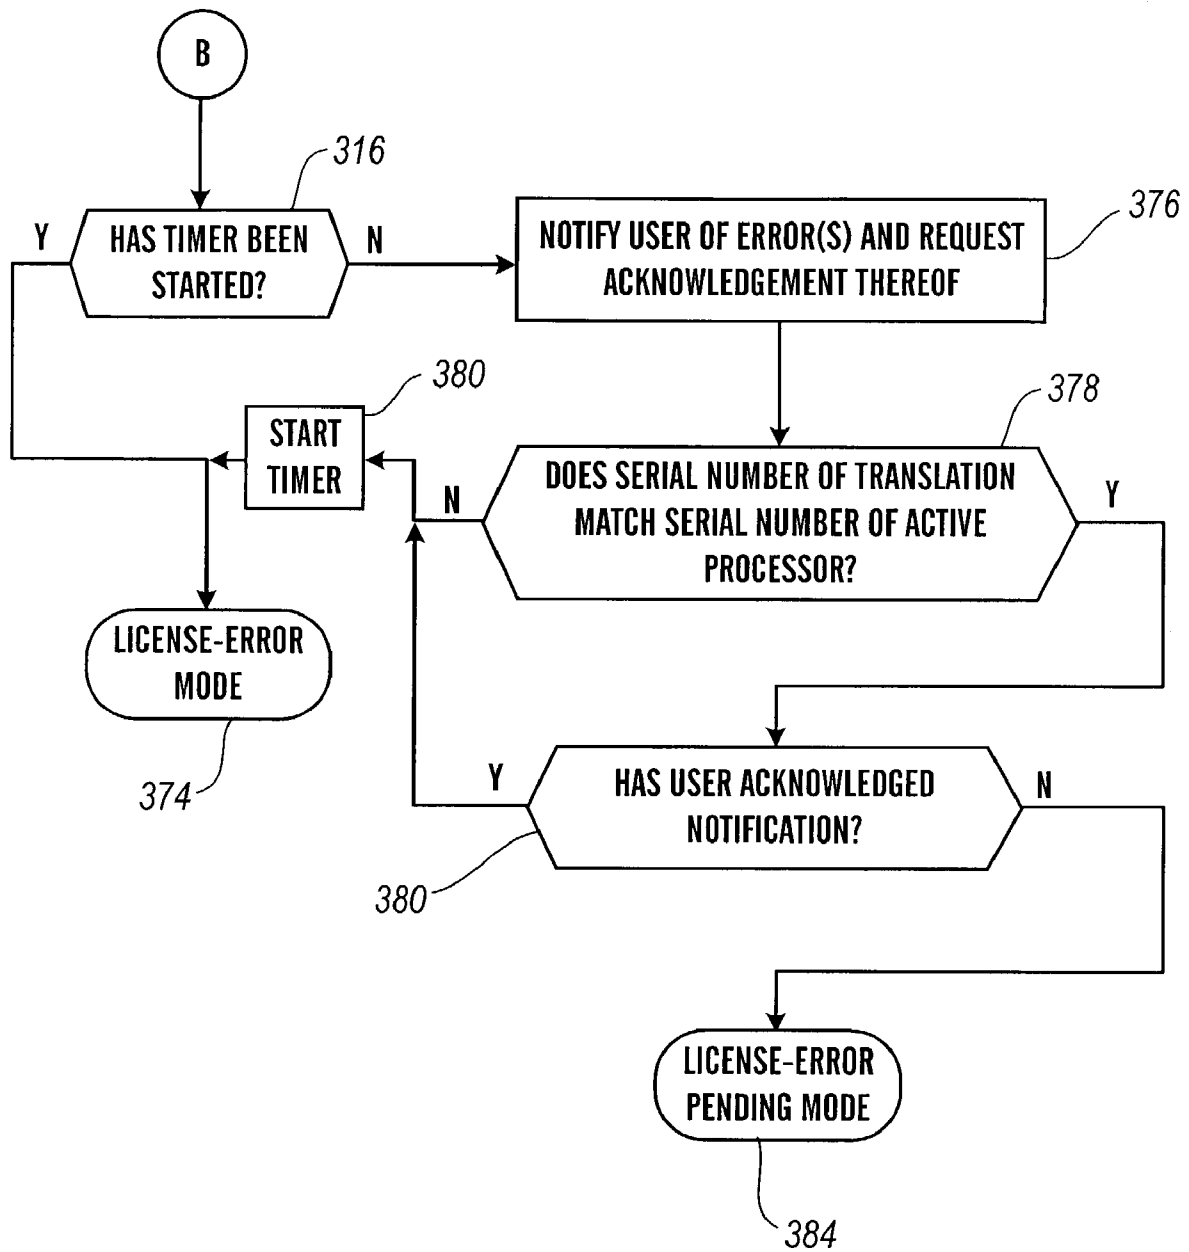 B
316
Y
HAS TIMER BEEN
STARTED?
N
NOTIFY USER OF ERROR(S) AND REQUEST
ACKNOWLEDGEMENT THEREOF
376
380
START
TIMER
378
N
DOES SERIAL NUMBER OF TRANSLATION
MATCH SERIAL NUMBER OF ACTIVE
PROCESSOR?
Y
LICENSE-ERROR
MODE
374
Y
HAS USER ACKNOWLEDGED
NOTIFICATION?
N
380
LICENSE-ERROR
PENDING MODE
384